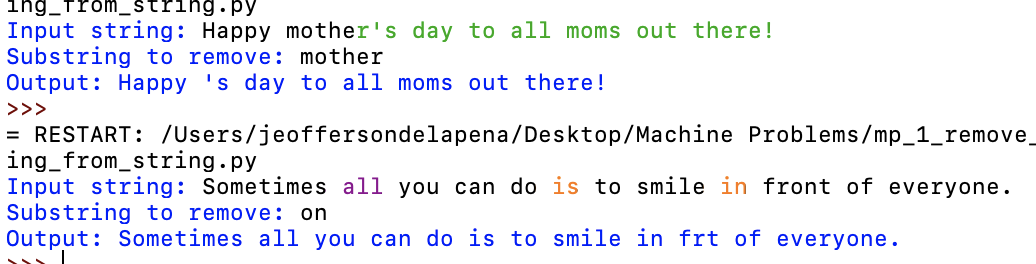 ing_from_string.py
Input string: Happy mother's day to all moms out there!
Substring to remove: mother
Output: Happy 's day to all moms out there!
>>>
= RESTART: /Users/jeoffersondelapena/Desktop/Machine Problems/mp_1_remove_
ing_from_string.py
Input string: Sometimes all you can do is to smile in front of everyone.
Substring to remove: on
Output: Sometimes all you can do is to smile in frt of everyone.
>>>